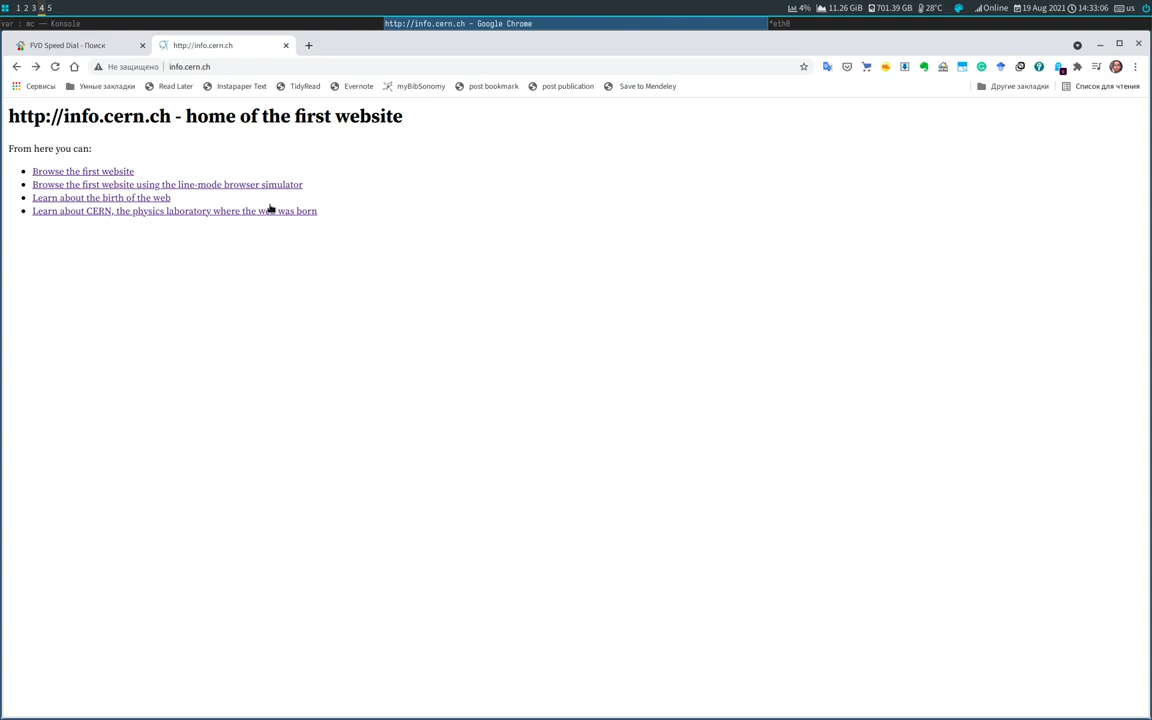 1 2 3 4 5 4% 11.26 GiB 701.39 GB 28°C Online 19 Aug 2021 14:33:06 us
var : mc — Konsole http://info.cern.ch - Google Chrome *eth0
FVD Speed Dial - Поиск http://info.cern.ch
Не защищено info.cern.ch
Сервисы Умные закладки Read Later Instapaper Text TidyRead Evernote myBibSonomy post bookmark post publication Save to Mendeley Другие закладки Список для чтения
http://info.cern.ch - home of the first website
From here you can:
Browse the first website
Browse the first website using the line-mode browser simulator
Learn about the birth of the web
Learn about CERN, the physics laboratory where the web was born